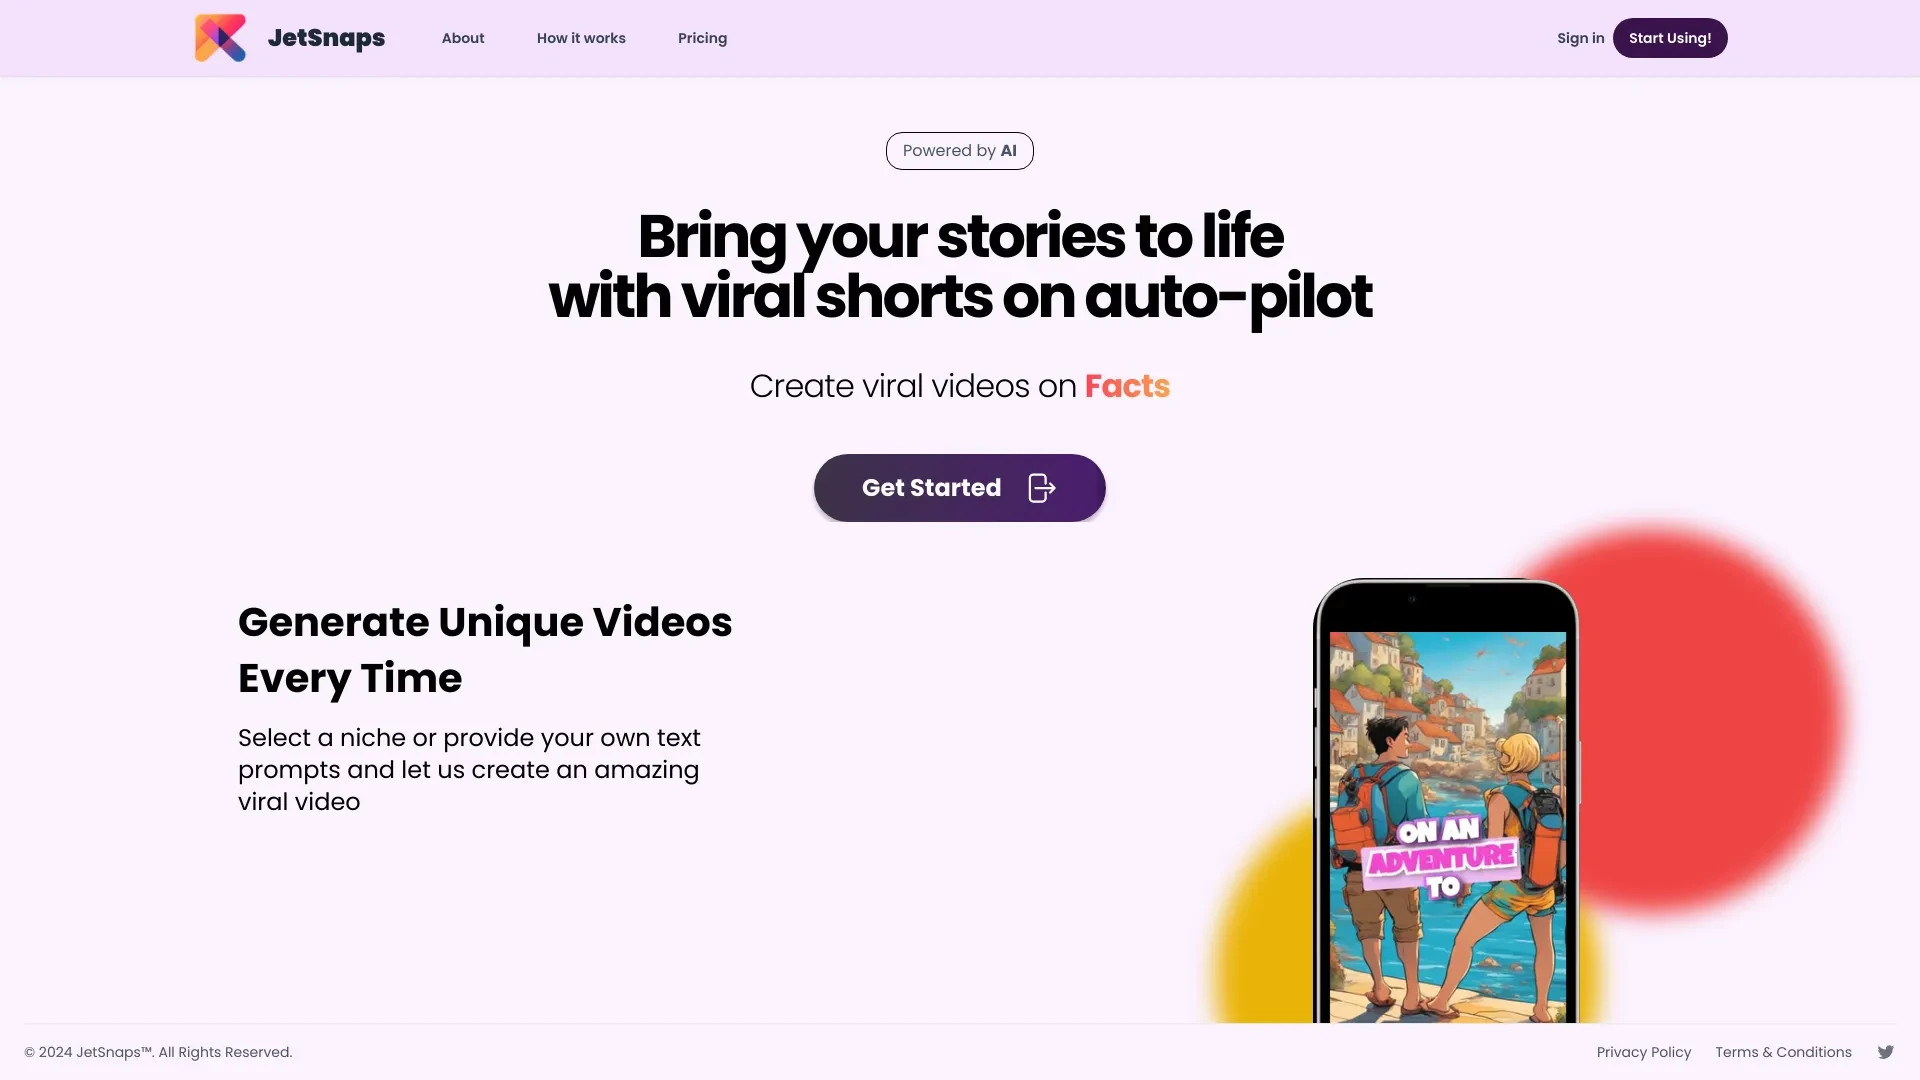 JetSnaps
About
How it works
Pricing
Sign in
Start Using!
Powered by AI
Bring your stories to life
with viral shorts on auto-pilot
Create viral videos on Facts
Get Started
Generate Unique Videos
Every Time
Select a niche or provide your own text
prompts and let us create an amazing
viral video
ON AN
ADVENTURE
TO
© 2024 JetSnaps™. All Rights Reserved.
Privacy Policy
Terms & Conditions